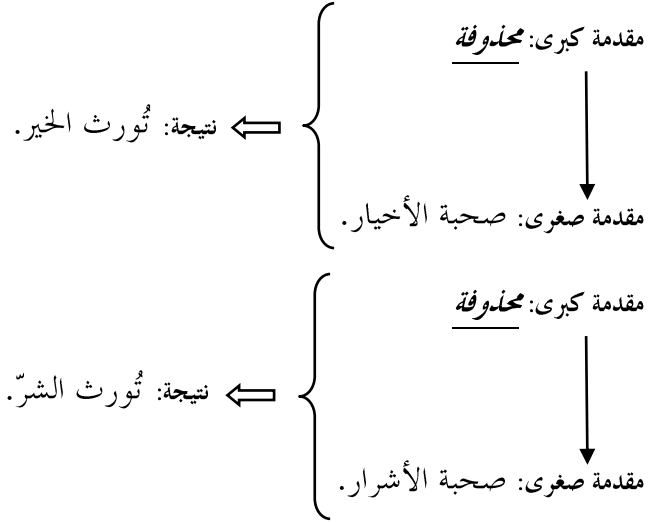 مقدمة كبرى: محذوفة
نتيجة: تُورث الخير.
مقدمة صغرى: صحبة الأخيار.
مقدمة كبرى: محذوفة
نتيجة: تُورث الشرّ.
مقدمة صغرى: صحبة الأشرار.